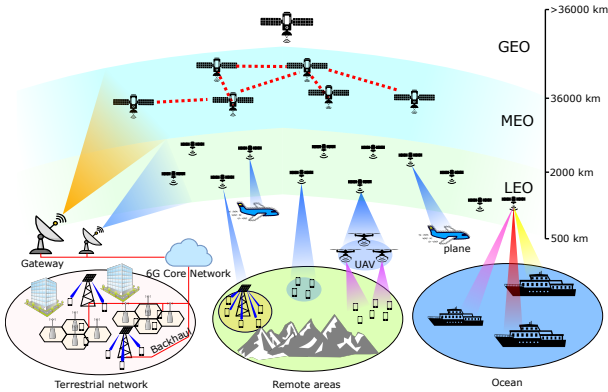 >36000 km
GEO
36000 km
MEO
2000 km
LEO
500 km
plane
UAV
Gateway
6G Core Network
Backhaul
Terrestrial network
Remote areas
Ocean